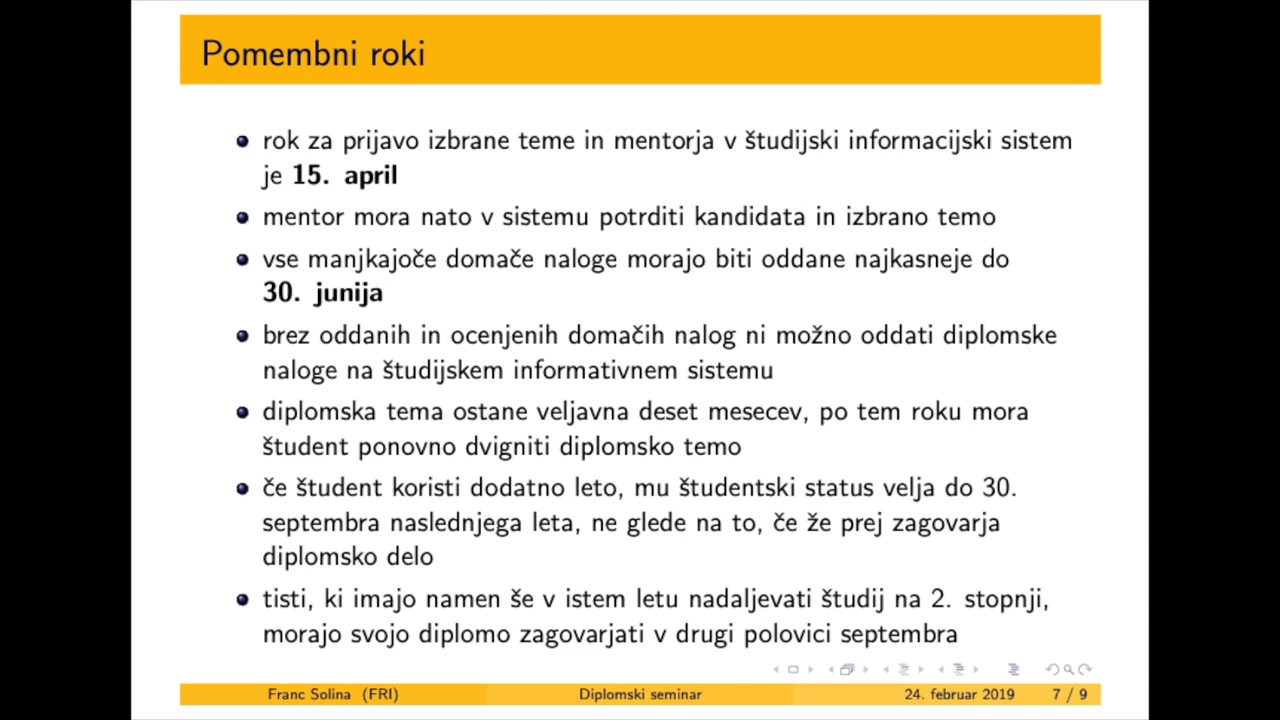 Pomembni roki
rok za prijavo izbrane teme in mentorja v študijski informacijski sistem
je 15. april
mentor mora nato v sistemu potrditi kandidata in izbrano temo
vse manjkajoče domače naloge morajo biti oddane najkasneje do
30. junija
brez oddanih in ocenjenih domačih nalog ni možno oddati diplomske
naloge na študijskem informativnem sistemu
diplomska tema ostane veljavna deset mesecev, po tem roku mora
študent ponovno dvigniti diplomsko temo
če študent koristi dodatno leto, mu študentski status velja do 30.
septembra naslednjega leta, ne glede na to, če že prej zagovarja
diplomsko delo
tisti, ki imajo namen še v istem letu nadaljevati študij na 2. stopnji,
morajo svojo diplomo zagovarjati v drugi polovici septembra
Franc Solina (FRI) Diplomski seminar 24. februar 2019 7 / 9